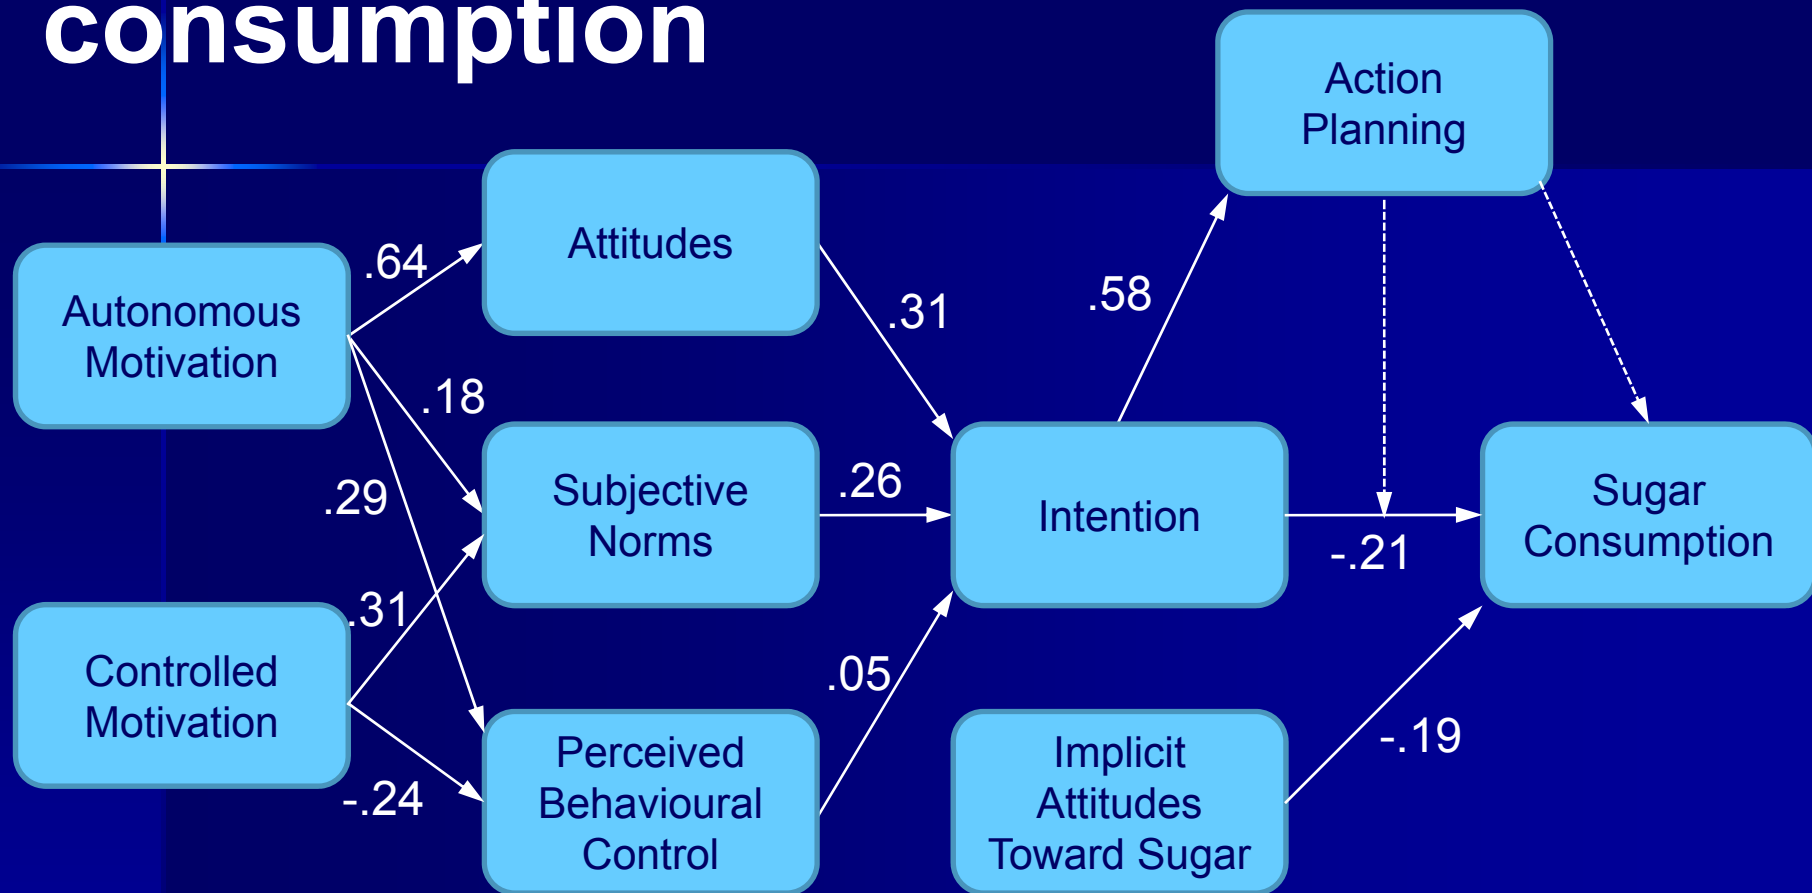 consumption
Action
Planning
Attitudes
.64
Autonomous
Motivation
.31
.58
.18
.29
Subjective
Norms
.26
Intention
-.21
Sugar
Consumption
.31
Controlled
Motivation
-.24
Perceived
Behavioural
Control
.05
Implicit
Attitudes
Toward Sugar
-.19